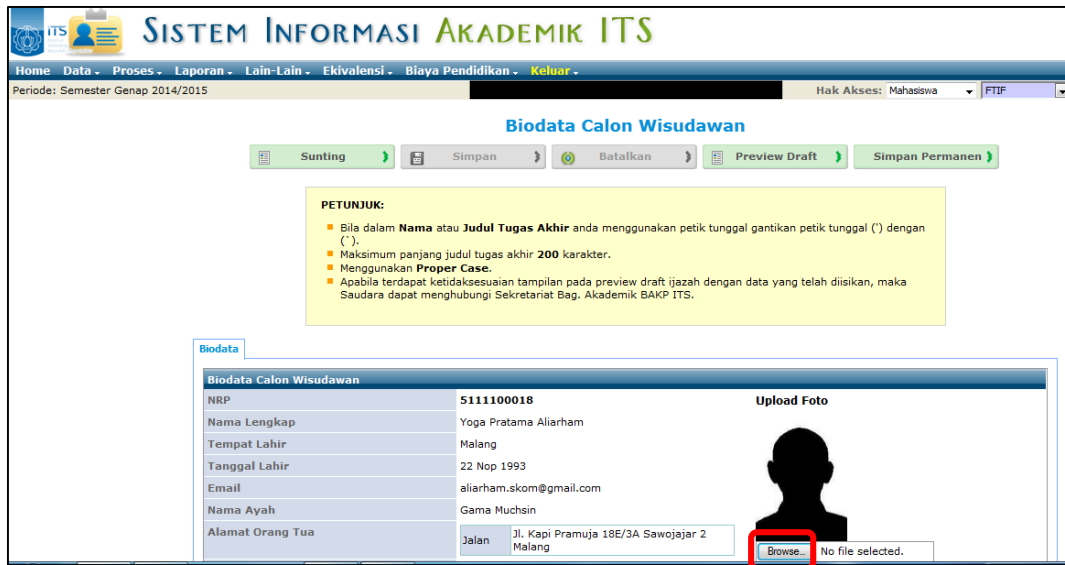 iTS
SISTEM INFORMASI AKADEMIK ITS
Home Data Proses Laporan Lain-Lain Ekivalensi Biaya Pendidikan Keluar
Periode: Semester Genap 2014/2015 Hak Akses: Mahasiswa FTIF
Biodata Calon Wisudawan
Sunting Simpan Batalkan Preview Draft Simpan Permanen
PETUNJUK:
Bila dalam Nama atau Judul Tugas Akhir anda menggunakan petik tunggal gantikan petik tunggal (') dengan
(`).
Maksimum panjang judul tugas akhir 200 karakter.
Menggunakan Proper Case.
Apabila terdapat ketidaksesuaian tampilan pada preview draft ijazah dengan data yang telah diisikan, maka
Saudara dapat menghubungi Sekretariat Bag. Akademik BAKP ITS.
Biodata
Biodata Calon Wisudawan
NRP 5111100018 Upload Foto
Nama Lengkap Yoga Pratama Aliarham
Tempat Lahir Malang
Tanggal Lahir 22 Nop 1993
Email aliarham.skom@gmail.com
Nama Ayah Gama Muchsin
Alamat Orang Tua Jalan Jl. Kapi Pramuja 18E/3A Sawojajar 2
Malang
Browse... No file selected.